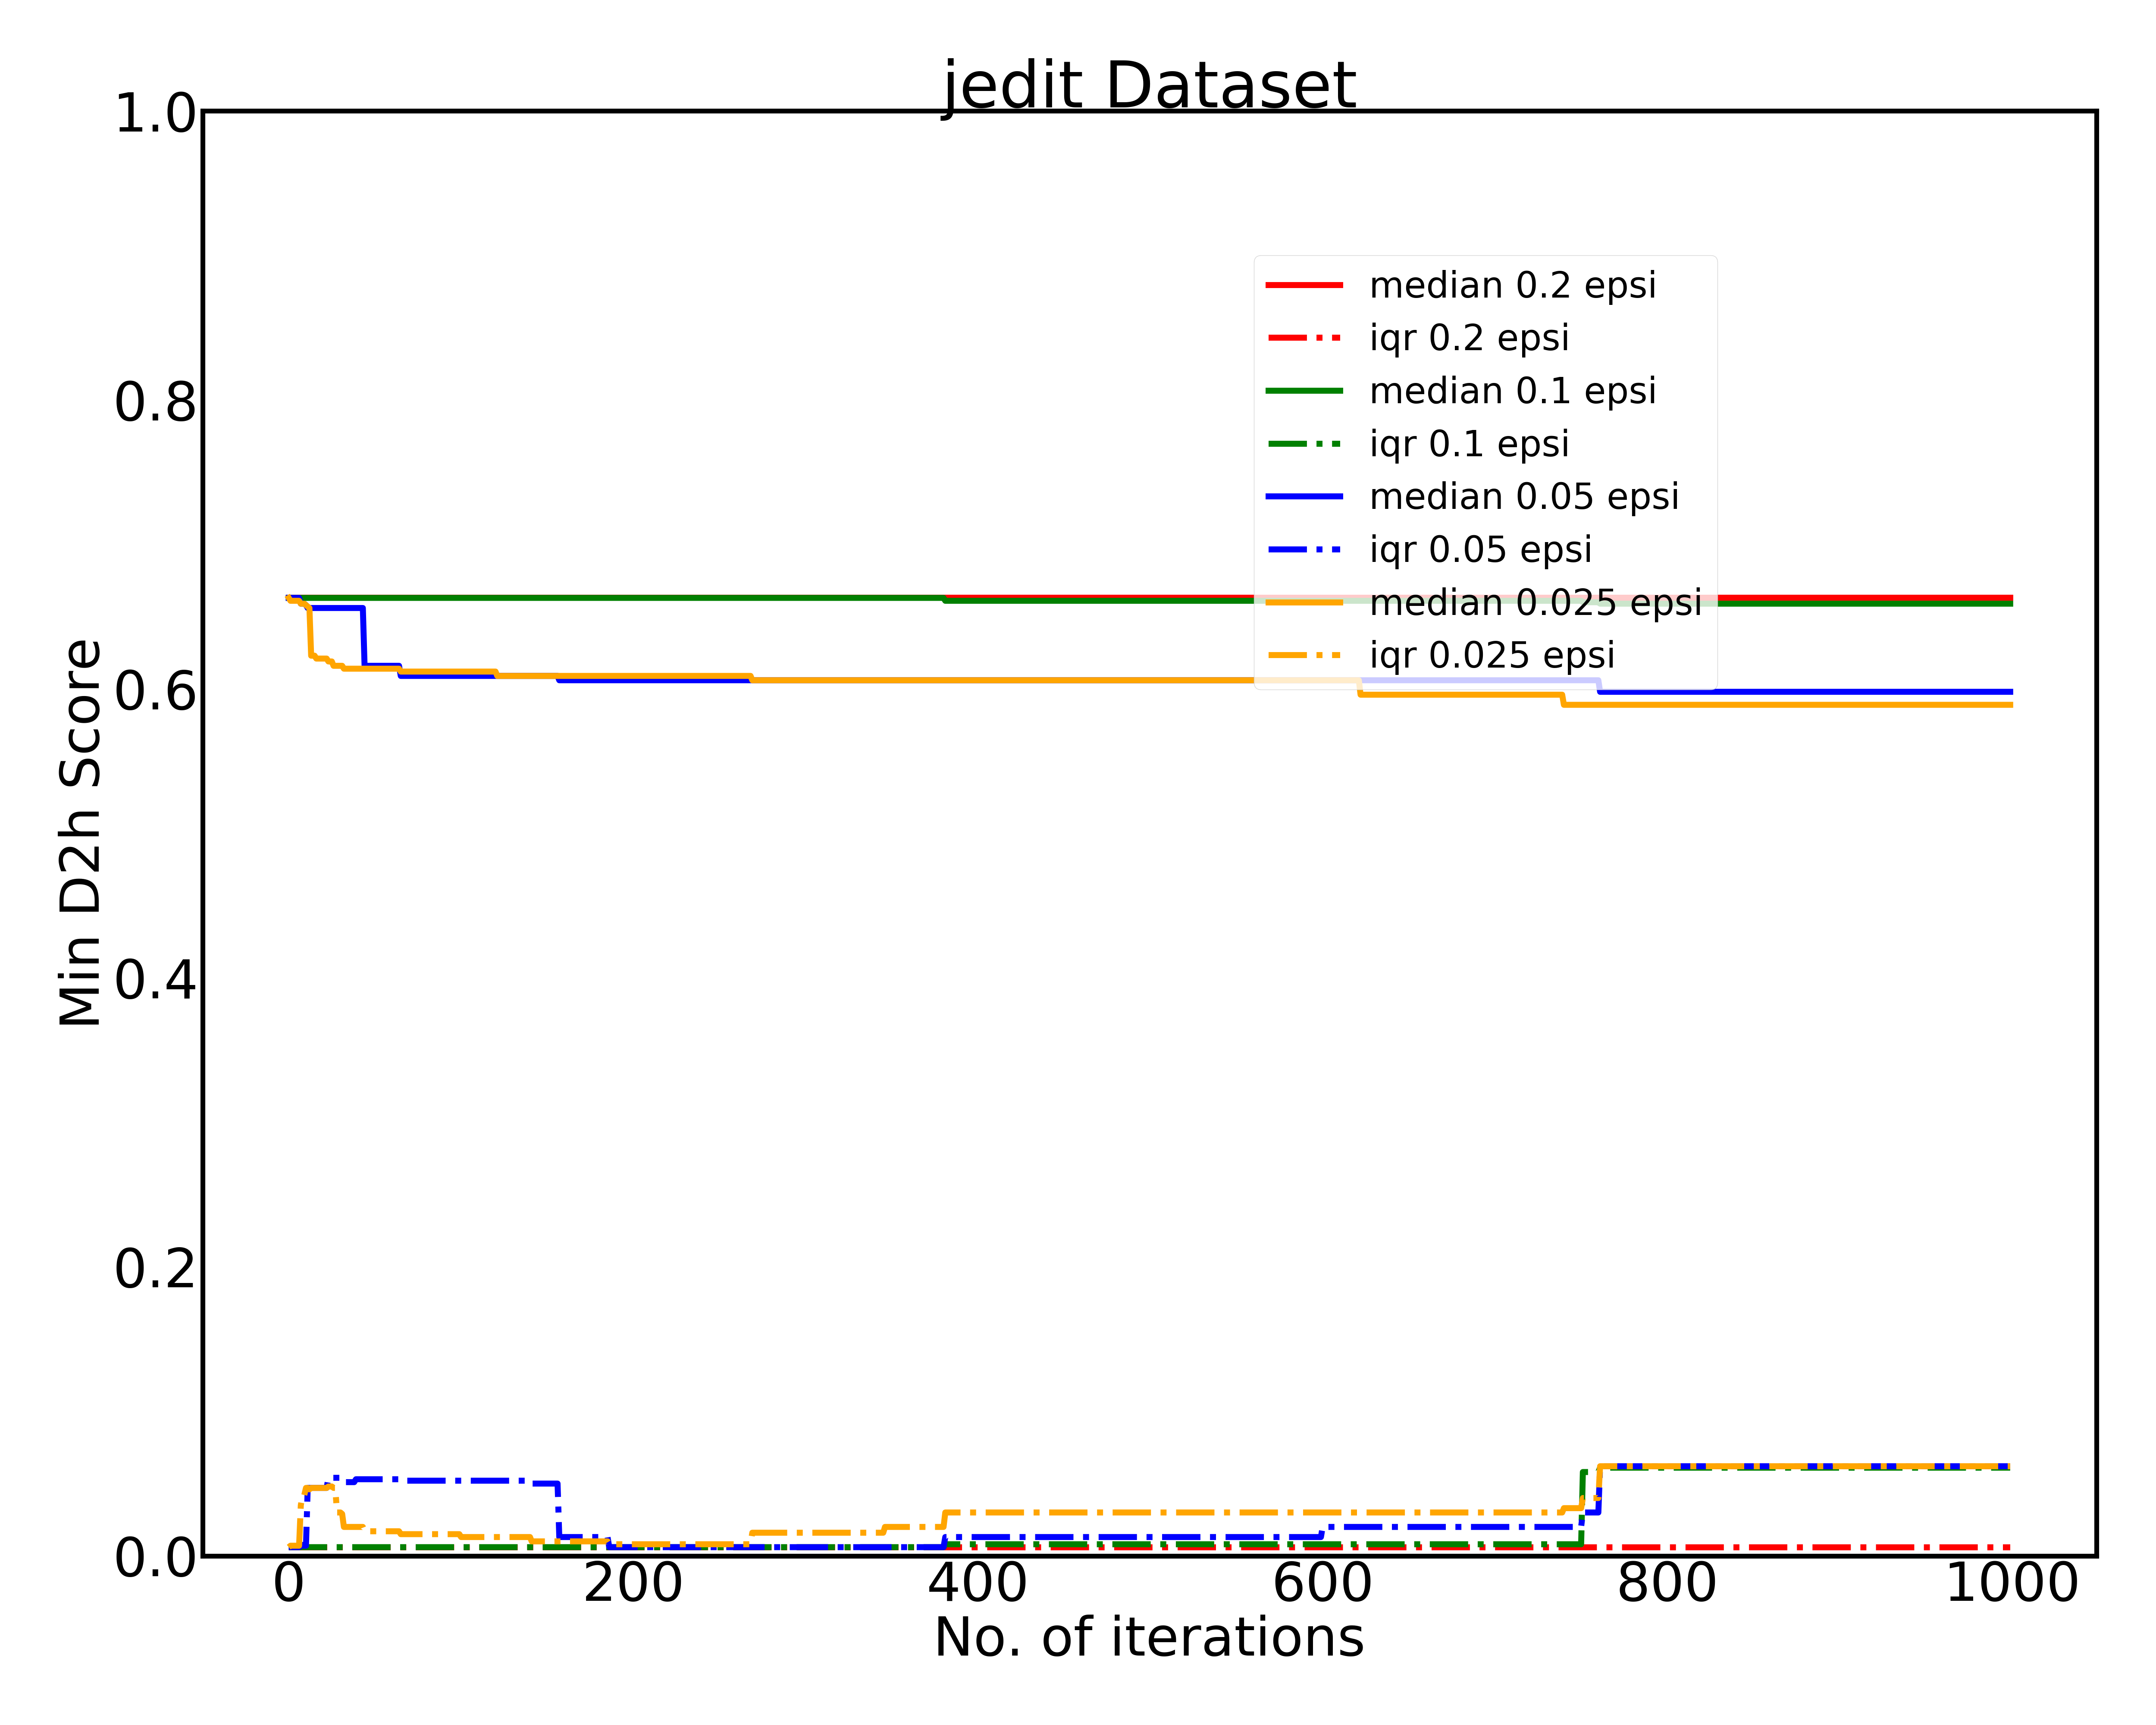 jedit Dataset
1.0
0.8
0.6
0.4
0.2
0.0
Min D2h Score
median 0.2 epsi
iqr 0.2 epsi
median 0.1 epsi
iqr 0.1 epsi
median 0.05 epsi
iqr 0.05 epsi
median 0.025 epsi
iqr 0.025 epsi
0 200 400 600 800 1000
No. of iterations